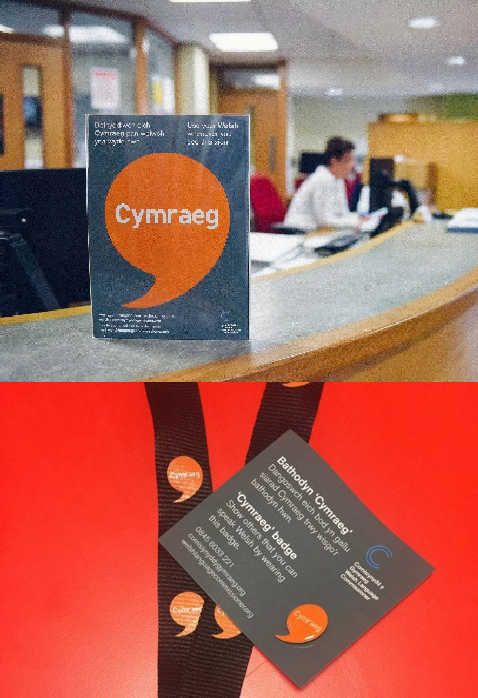 Defnyddiwch eich
Cymraeg pan welwch
yr arwydd hwn
Use your Welsh
whenever you
see this sign
Cymraeg
Cymraeg
Bathodyn 'Cymraeg'
Dangoswch eich bod yn gallu
siarad Cymraeg trwy wisgo'r
bathodyn hwn.
'Cymraeg' badge
Show others that you can
speak Welsh by wearing
this badge.
0845 6033 221
comisiynyddygymraeg.org
welshlanguagecommissioner.org
Comisiynydd y
Gymraeg
Welsh Language
Commissioner
Cymraeg
Cymraeg